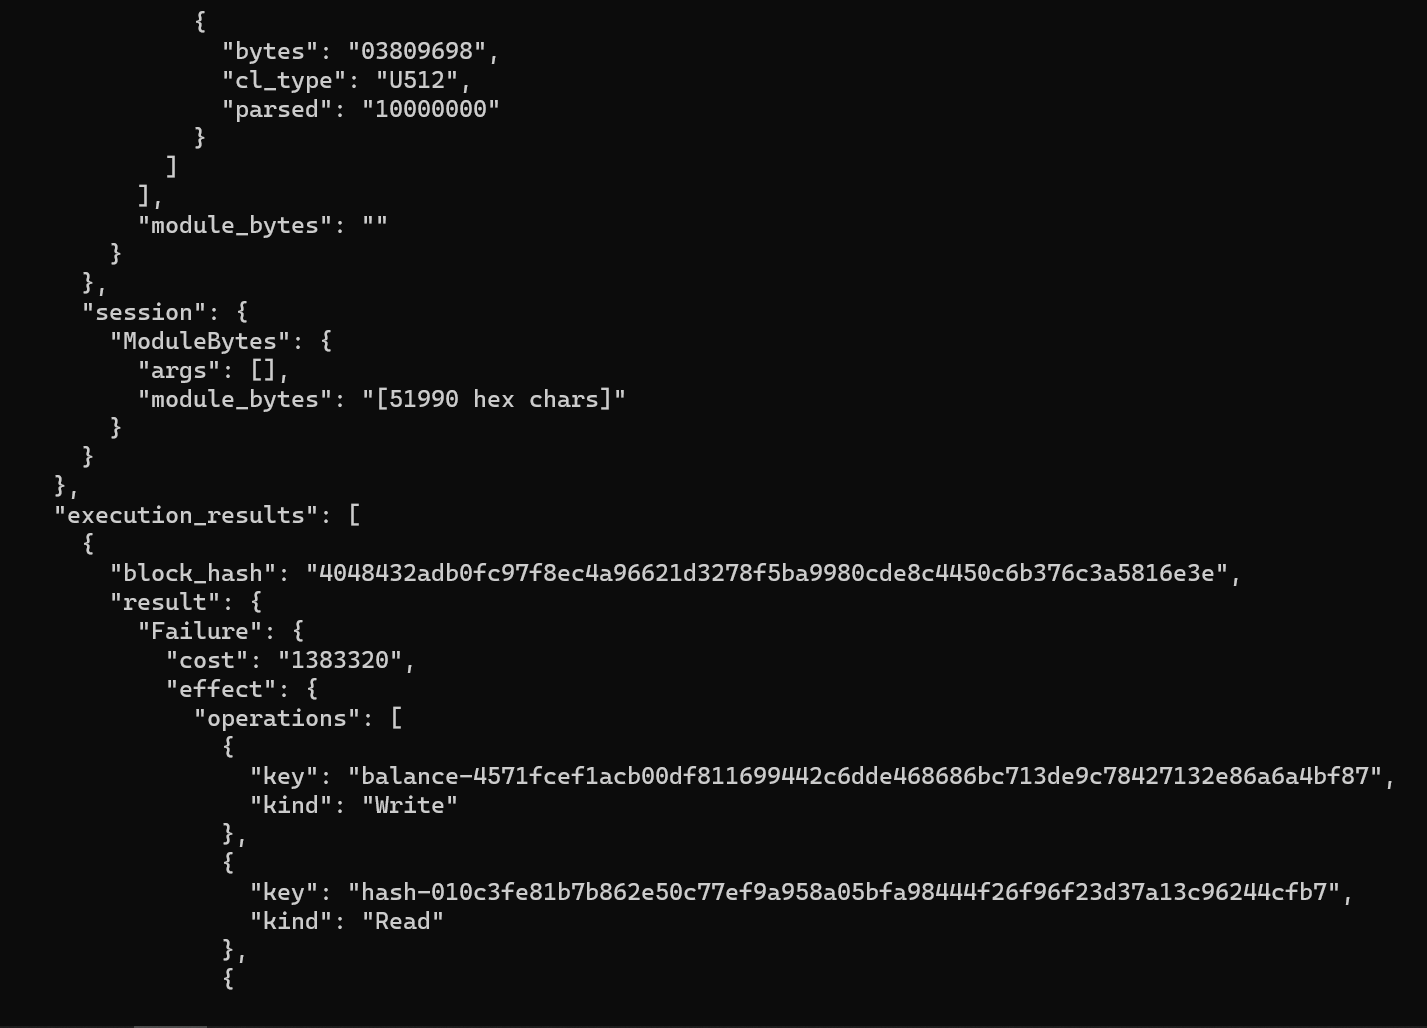 {
"bytes": "03809698",
"cl_type": "U512",
"parsed": "10000000"
}
]
],
"module_bytes": ""
}
},
"session": {
"ModuleBytes": {
"args": [],
"module_bytes": "[51990 hex chars]"
}
}
},
"execution_results": [
{
"block_hash": "4048432adb0fc97f8ec4a96621d3278f5ba9980cde8c4450c6b376c3a5816e3e",
"result": {
"Failure": {
"cost": "1383320",
"effect": {
"operations": [
{
"key": "balance-4571fcef1acb00df811699442c6dde468686bc713de9c78427132e86a6a4bf87",
"kind": "Write"
},
{
"key": "hash-010c3fe81b7b862e50c77ef9a958a05bfa98444f26f96f23d37a13c96244cfb7",
"kind": "Read"
},
{